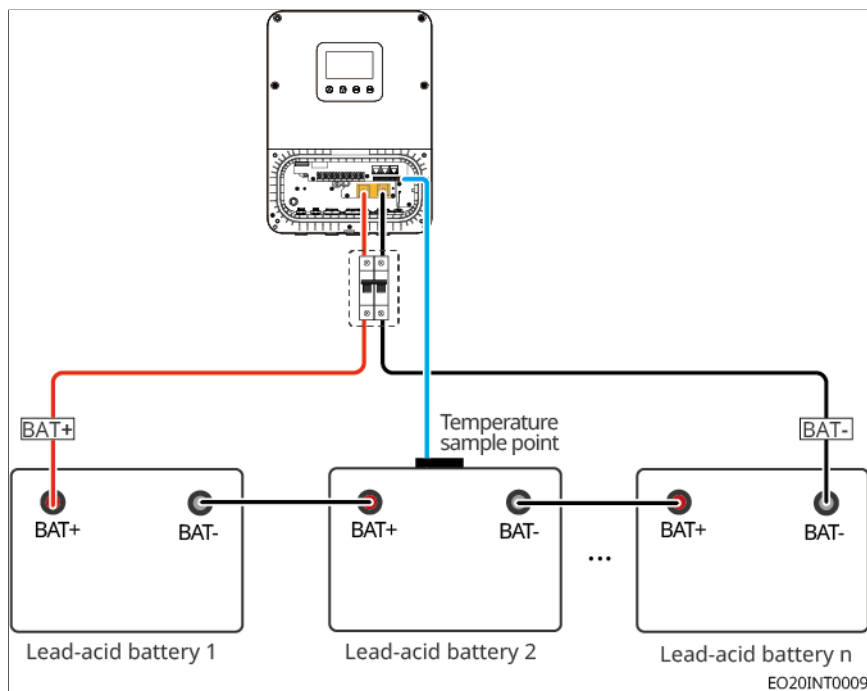 BAT+
Temperature
sample point
BAT-
BAT+
BAT-
BAT+
BAT-
BAT+
BAT-
...
Lead-acid battery 1
Lead-acid battery 2
Lead-acid battery n
EO20INT0009